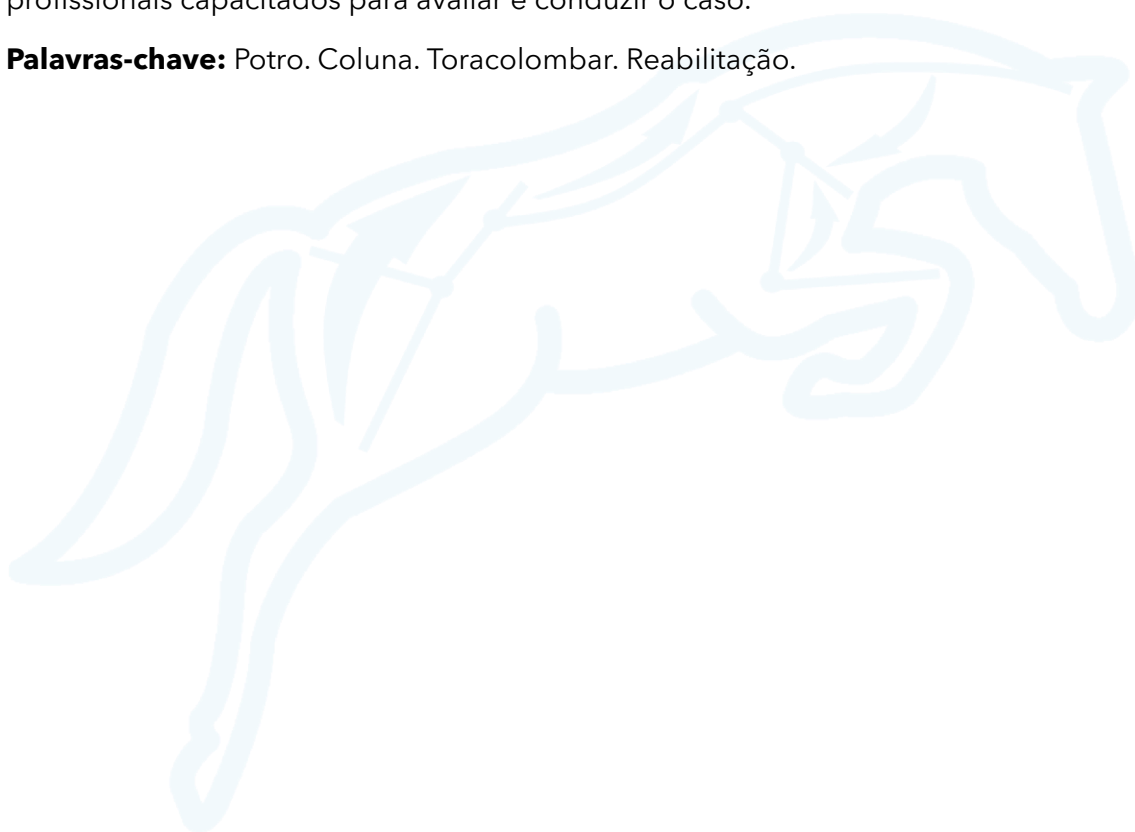 profissionais capacitados para avaliar e conduzir o caso.
Palavras-chave: Potro. Coluna. Toracolombar. Reabilitação.